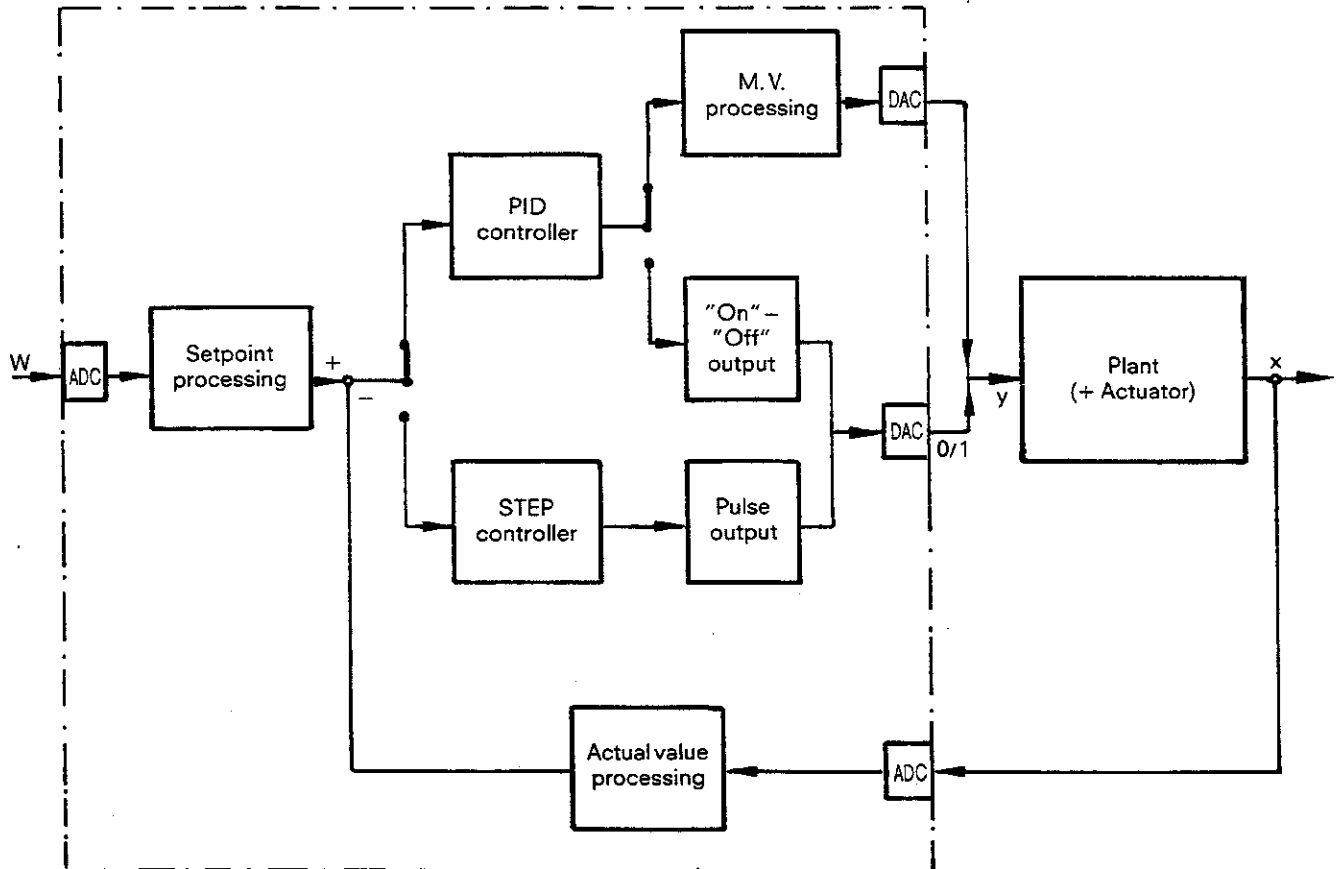 M. V.
processing
DAC
PID
controller
"On" –
"Off"
output
Setpoint
processing
W
ADC
+
–
Plant
(+ Actuator)
x
y
DAC
0/1
STEP
controller
Pulse
output
Actual value
processing
ADC